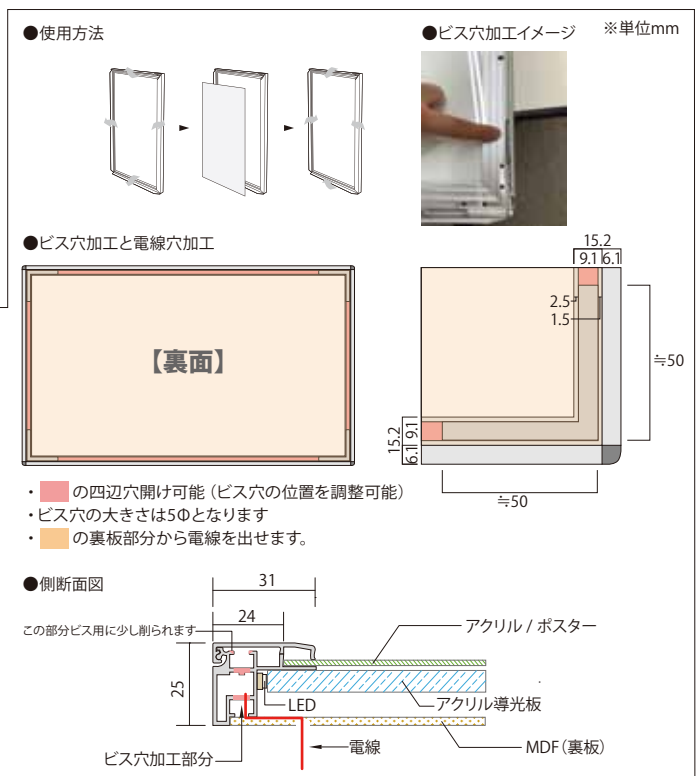 ●使用方法
●ビス穴加工イメージ
※単位mm
●ビス穴加工と電線穴加工
【裏面】
15.2
9.1
6.1
2.5
1.5
≒50
15.2
9.1
6.1
≒50
・ の四辺穴開け可能（ビス穴の位置を調整可能）
・ビス穴の大きさは5Φとなります
・ の裏板部分から電線を出せます。
●側断面図
31
24
この部分ビス用に少し削られます
25
アクリル / ポスター
LED
アクリル導光板
ビス穴加工部分
電線
MDF（裏板）